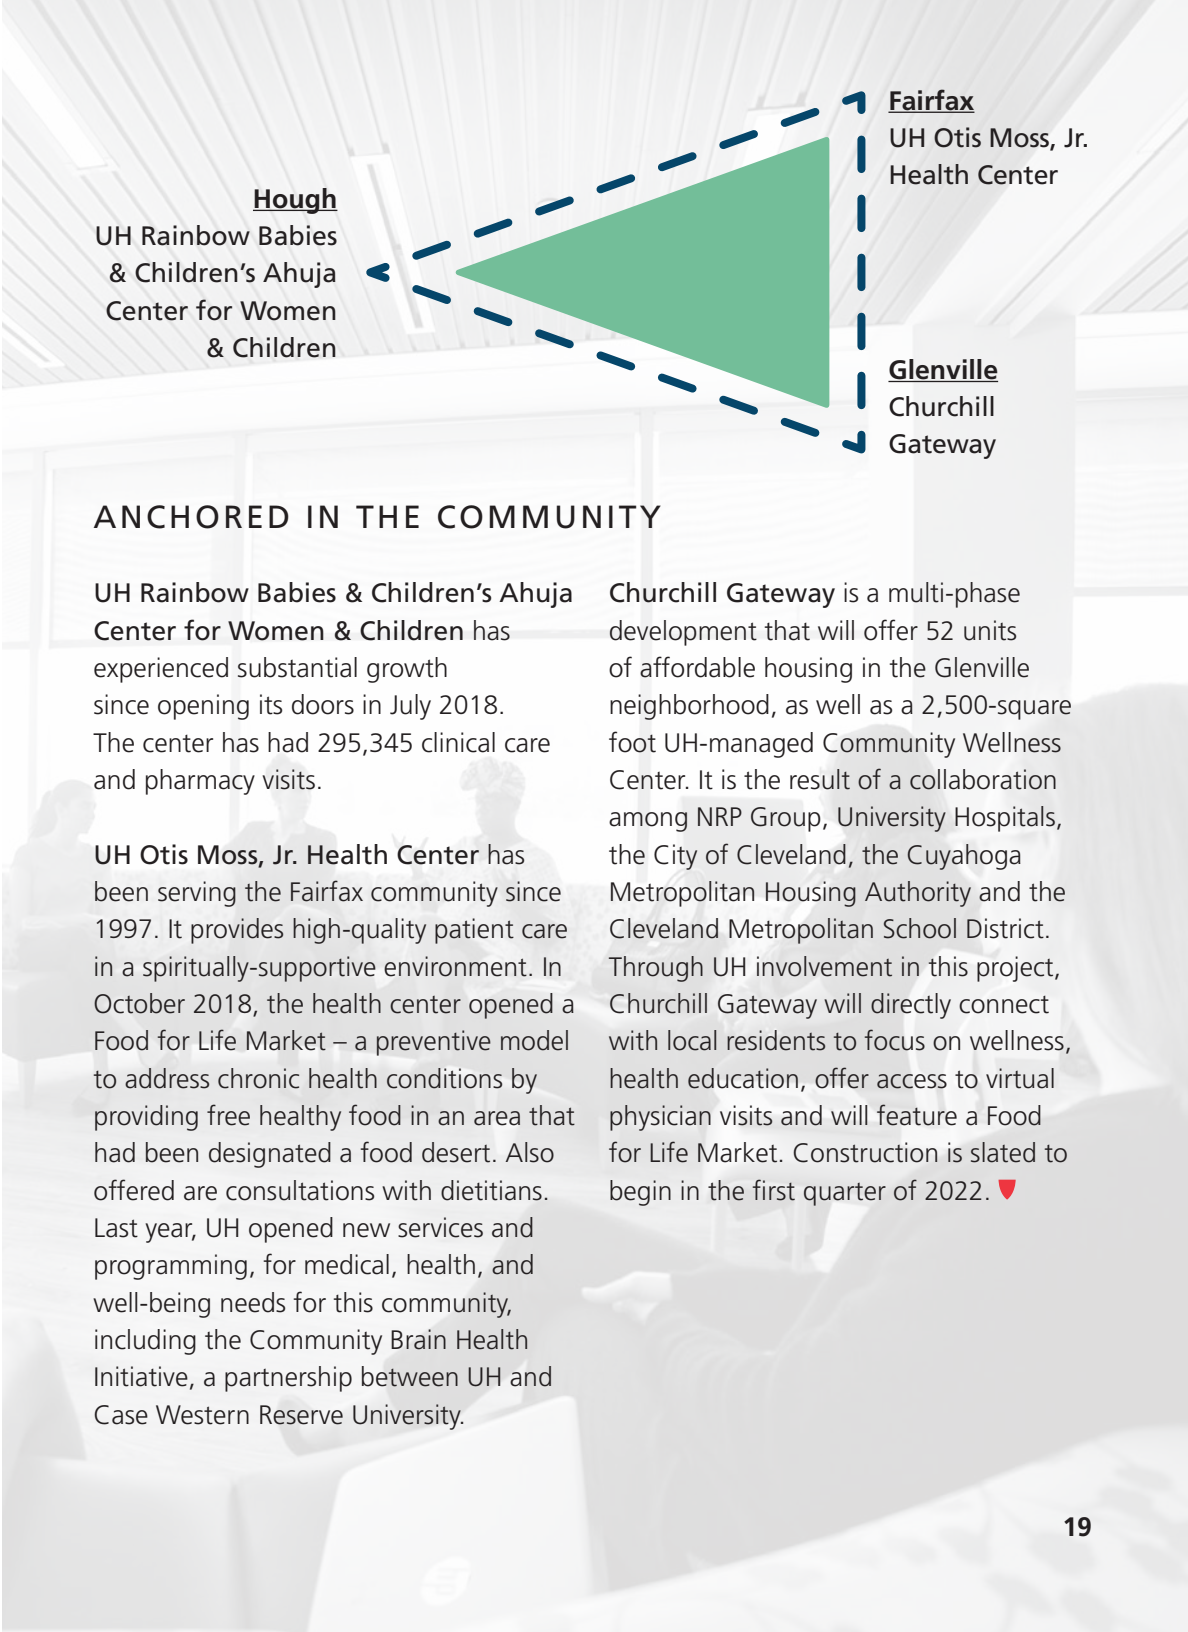 Fairfax
UH Otis Moss, Jr.
Health Center
Hough
UH Rainbow Babies
& Children’s Ahuja
Center for Women
& Children
Glenville
Churchill
Gateway
ANCHORED IN THE COMMUNITY
UH Rainbow Babies & Children’s Ahuja
Center for Women & Children has
experienced substantial growth
since opening its doors in July 2018.
The center has had 295,345 clinical care
and pharmacy visits.
UH Otis Moss, Jr. Health Center has
been serving the Fairfax community since
1997. It provides high-quality patient care
in a spiritually-supportive environment. In
October 2018, the health center opened a
Food for Life Market – a preventive model
to address chronic health conditions by
providing free healthy food in an area that
had been designated a food desert. Also
offered are consultations with dietitians.
Last year, UH opened new services and
programming, for medical, health, and
well-being needs for this community,
including the Community Brain Health
Initiative, a partnership between UH and
Case Western Reserve University.
Churchill Gateway is a multi-phase
development that will offer 52 units
of affordable housing in the Glenville
neighborhood, as well as a 2,500-square
foot UH-managed Community Wellness
Center. It is the result of a collaboration
among NRP Group, University Hospitals,
the City of Cleveland, the Cuyahoga
Metropolitan Housing Authority and the
Cleveland Metropolitan School District.
Through UH involvement in this project,
Churchill Gateway will directly connect
with local residents to focus on wellness,
health education, offer access to virtual
physician visits and will feature a Food
for Life Market. Construction is slated to
begin in the first quarter of 2022.
19